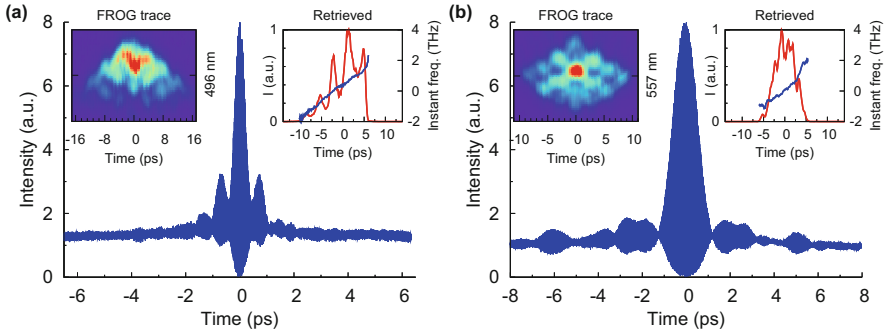 (a)
FROG trace
496 nm
-16 -8 0 8 16
Time (ps)
Retrieved
I (a.u.)
1
0
4
2
0
-2
Instant freq. (THz)
-10 -5 0 5 10
Time (ps)
Intensity (a.u.)
8
6
4
2
0
-6 -4 -2 0 2 4 6
Time (ps)
(b)
FROG trace
557 nm
-10 -5 0 5 10
Time (ps)
Retrieved
I (a.u.)
1
0
4
2
0
-2
Instant freq. (THz)
-10 -5 0 5 10
Time (ps)
Intensity (a.u.)
8
6
4
2
0
-8 -6 -4 -2 0 2 4 6 8
Time (ps)